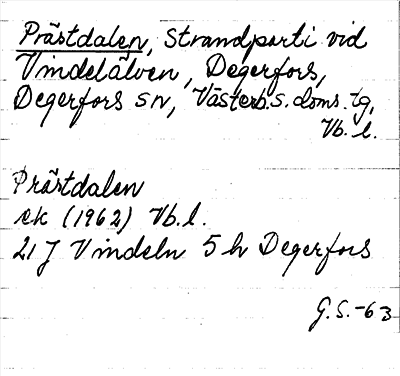 Prästdalen, strandparti vid
Vindelälven, Degerfors,
Degerfors sn, Västerb.s.doms.tg,
Vb. l.
Prästdalen
ek (1962) Vb. l.
21 J Vindeln 5 h Degerfors
G.S.-63